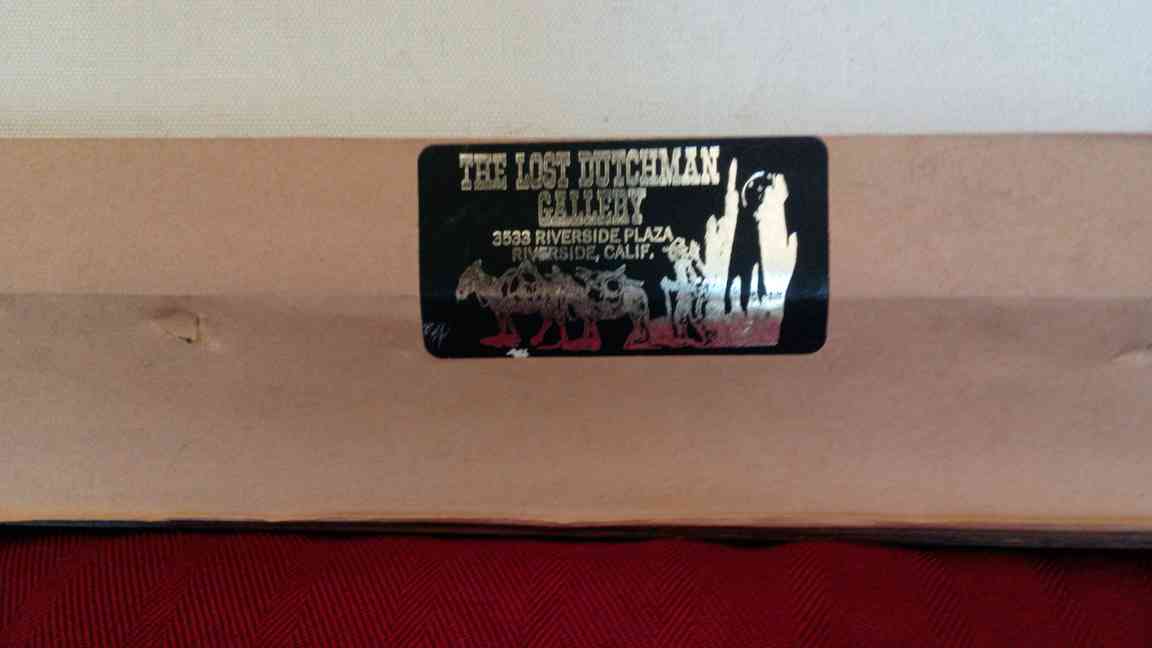 THE LOST DUTCHMAN
GALLERY
3533 RIVERSIDE PLAZA
RIVERSIDE, CALIF.